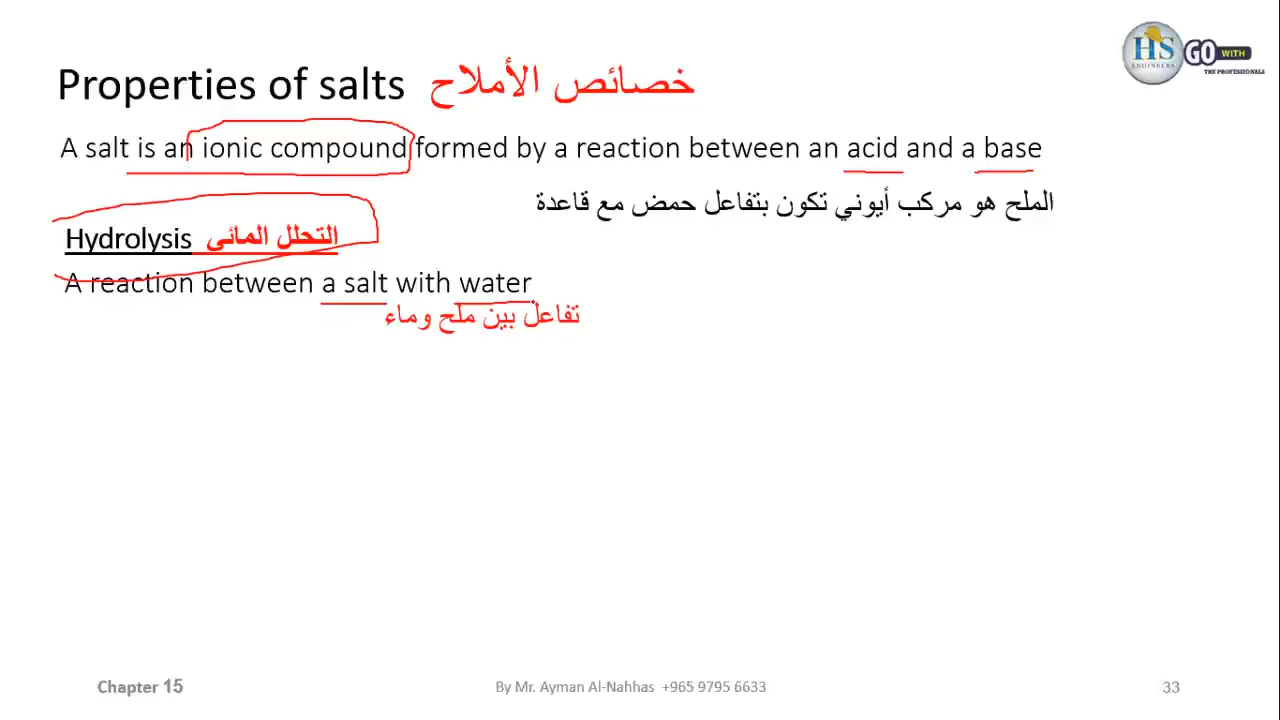 HS
ENGINEERS
GO WITH
THE PROFESSIONALS
Properties of salts خصائص الأملاح
A salt is an ionic compound formed by a reaction between an acid and a base
الملح هو مركب أيوني تكون بتفاعل حمض مع قاعدة
Hydrolysis التحلل المائي
A reaction between a salt with water
تفاعل بين ملح وماء
Chapter 15
By Mr. Ayman Al-Nahhas +965 9795 6633
33